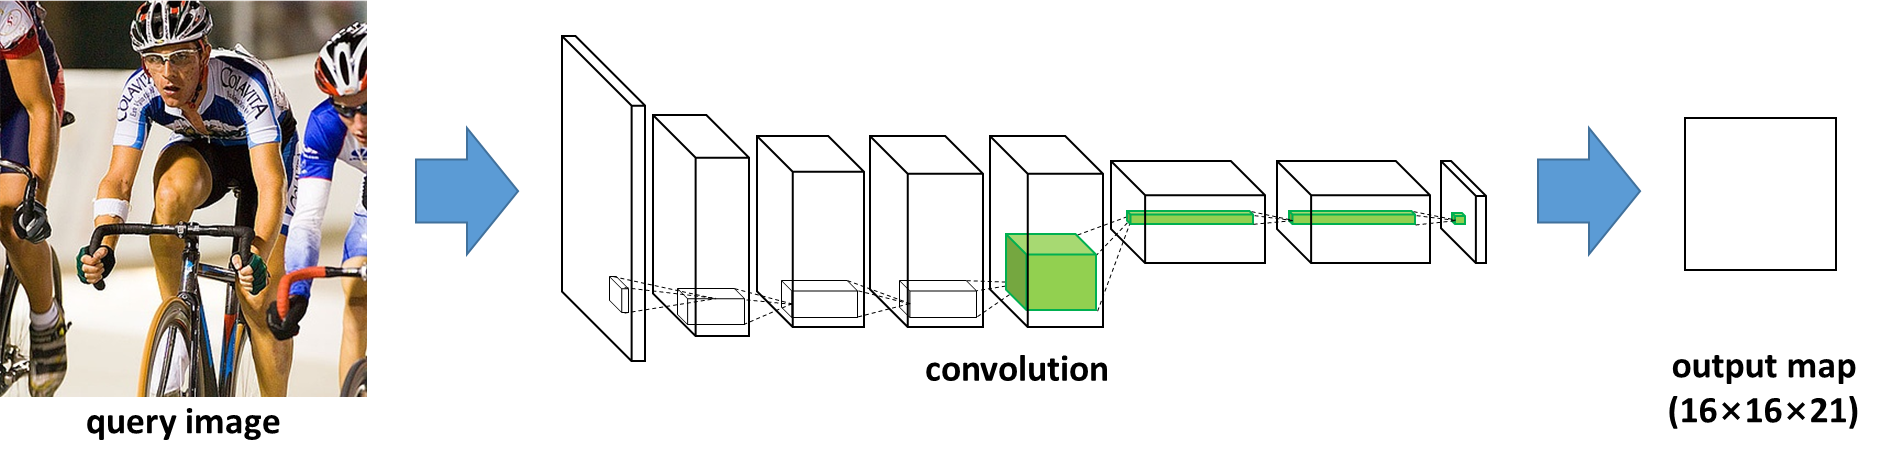 COLAVITA
COLAVITA
query image
convolution
output map
(16×16×21)